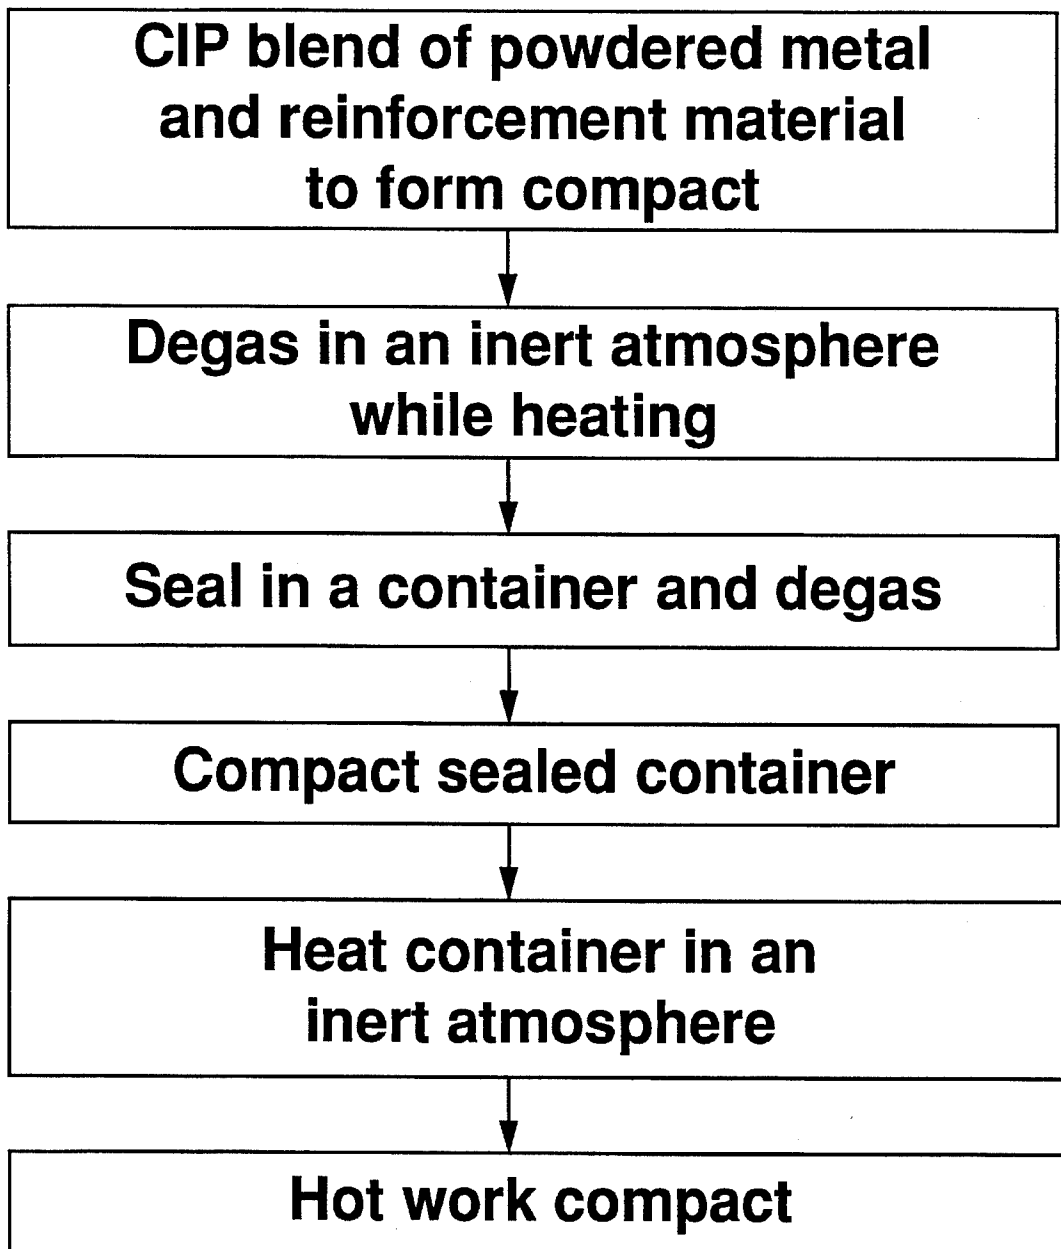 CIP blend of powdered metal
and reinforcement material
to form compact
Degas in an inert atmosphere
while heating
Seal in a container and degas
Compact sealed container
Heat container in an
inert atmosphere
Hot work compact